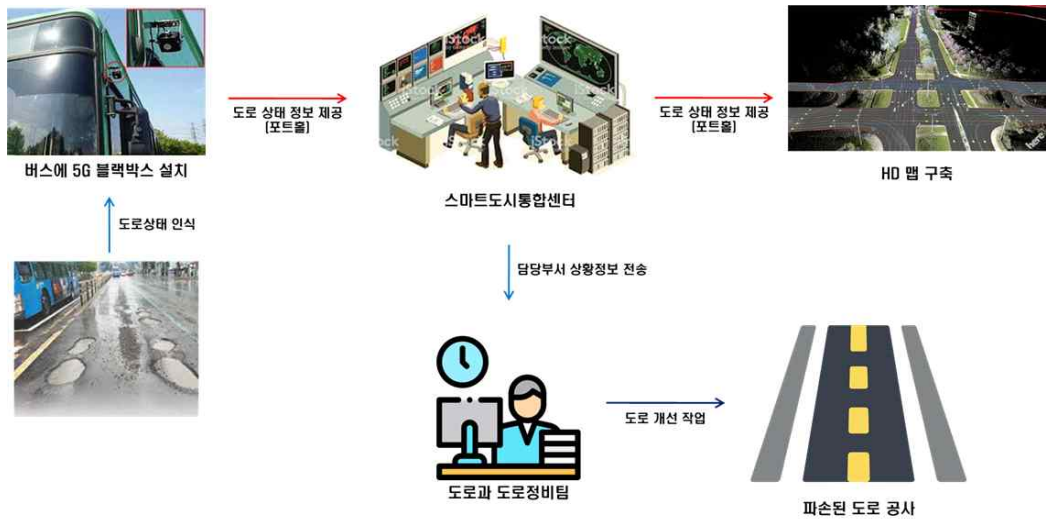 iStock
iStock
iStock
here
도로 상태 정보 제공
[포트홀]
도로 상태 정보 제공
[포트홀]
버스에 5G 블랙박스 설치
스마트도시통합센터
HD 맵 구축
도로상태 인식
담당부서 상황정보 전송
도로 개선 작업
도로과 도로정비팀
파손된 도로 공사